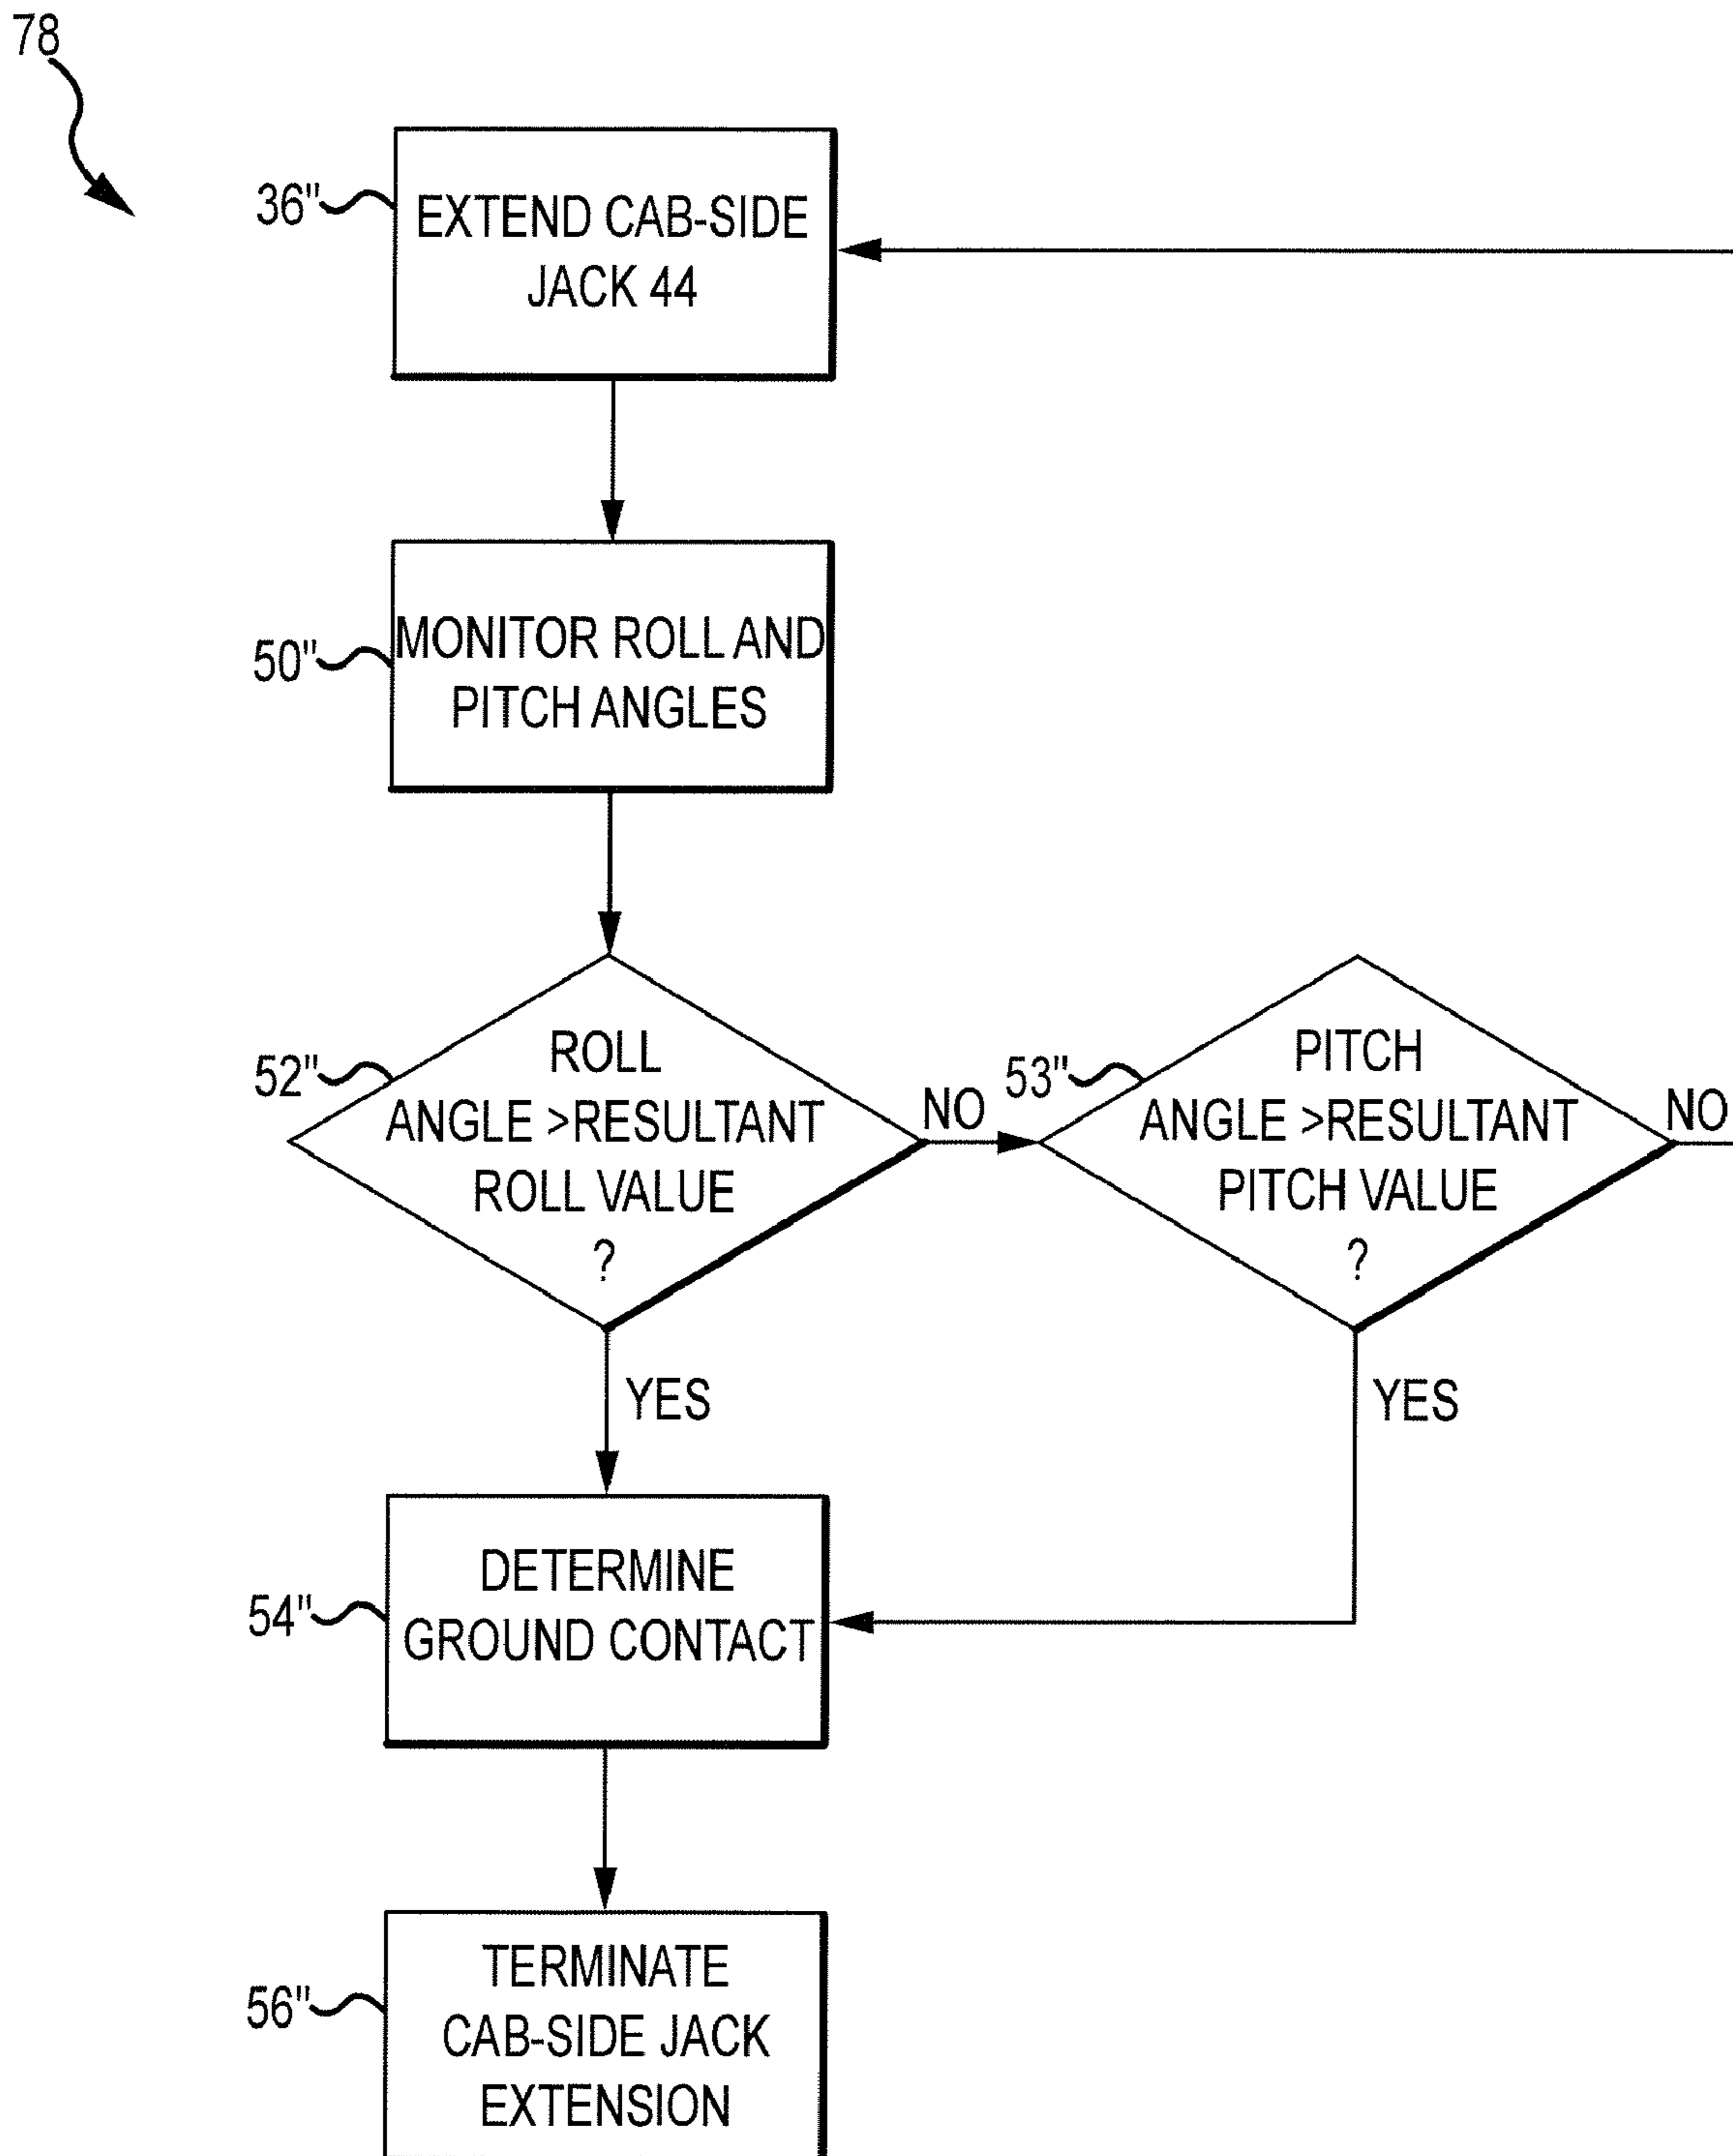 78
36"
EXTEND CAB-SIDE
JACK 44
50"
MONITOR ROLL AND
PITCH ANGLES
52"
ROLL
ANGLE >RESULTANT
ROLL VALUE
?
NO
YES
53"
PITCH
ANGLE >RESULTANT
PITCH VALUE
?
NO
YES
54"
DETERMINE
GROUND CONTACT
56"
TERMINATE
CAB-SIDE JACK
EXTENSION